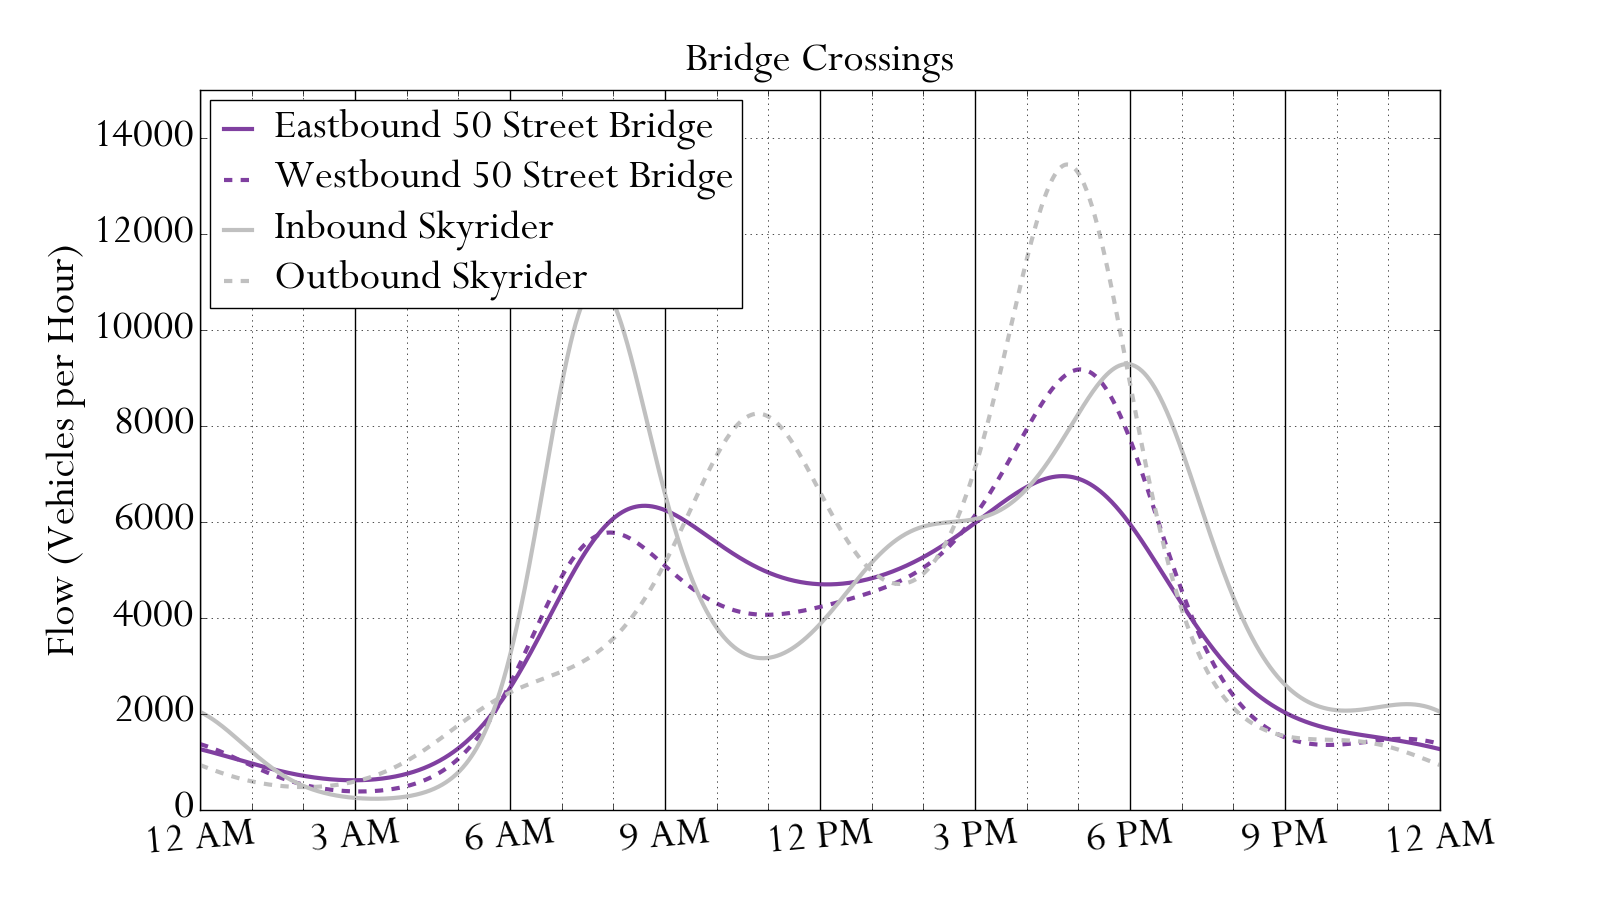 Bridge Crossings
Flow (Vehicles per Hour)
14000
12000
10000
8000
6000
4000
2000
0
Eastbound 50 Street Bridge
Westbound 50 Street Bridge
Inbound Skyrider
Outbound Skyrider
12 AM 3 AM 6 AM 9 AM 12 PM 3 PM 6 PM 9 PM 12 AM